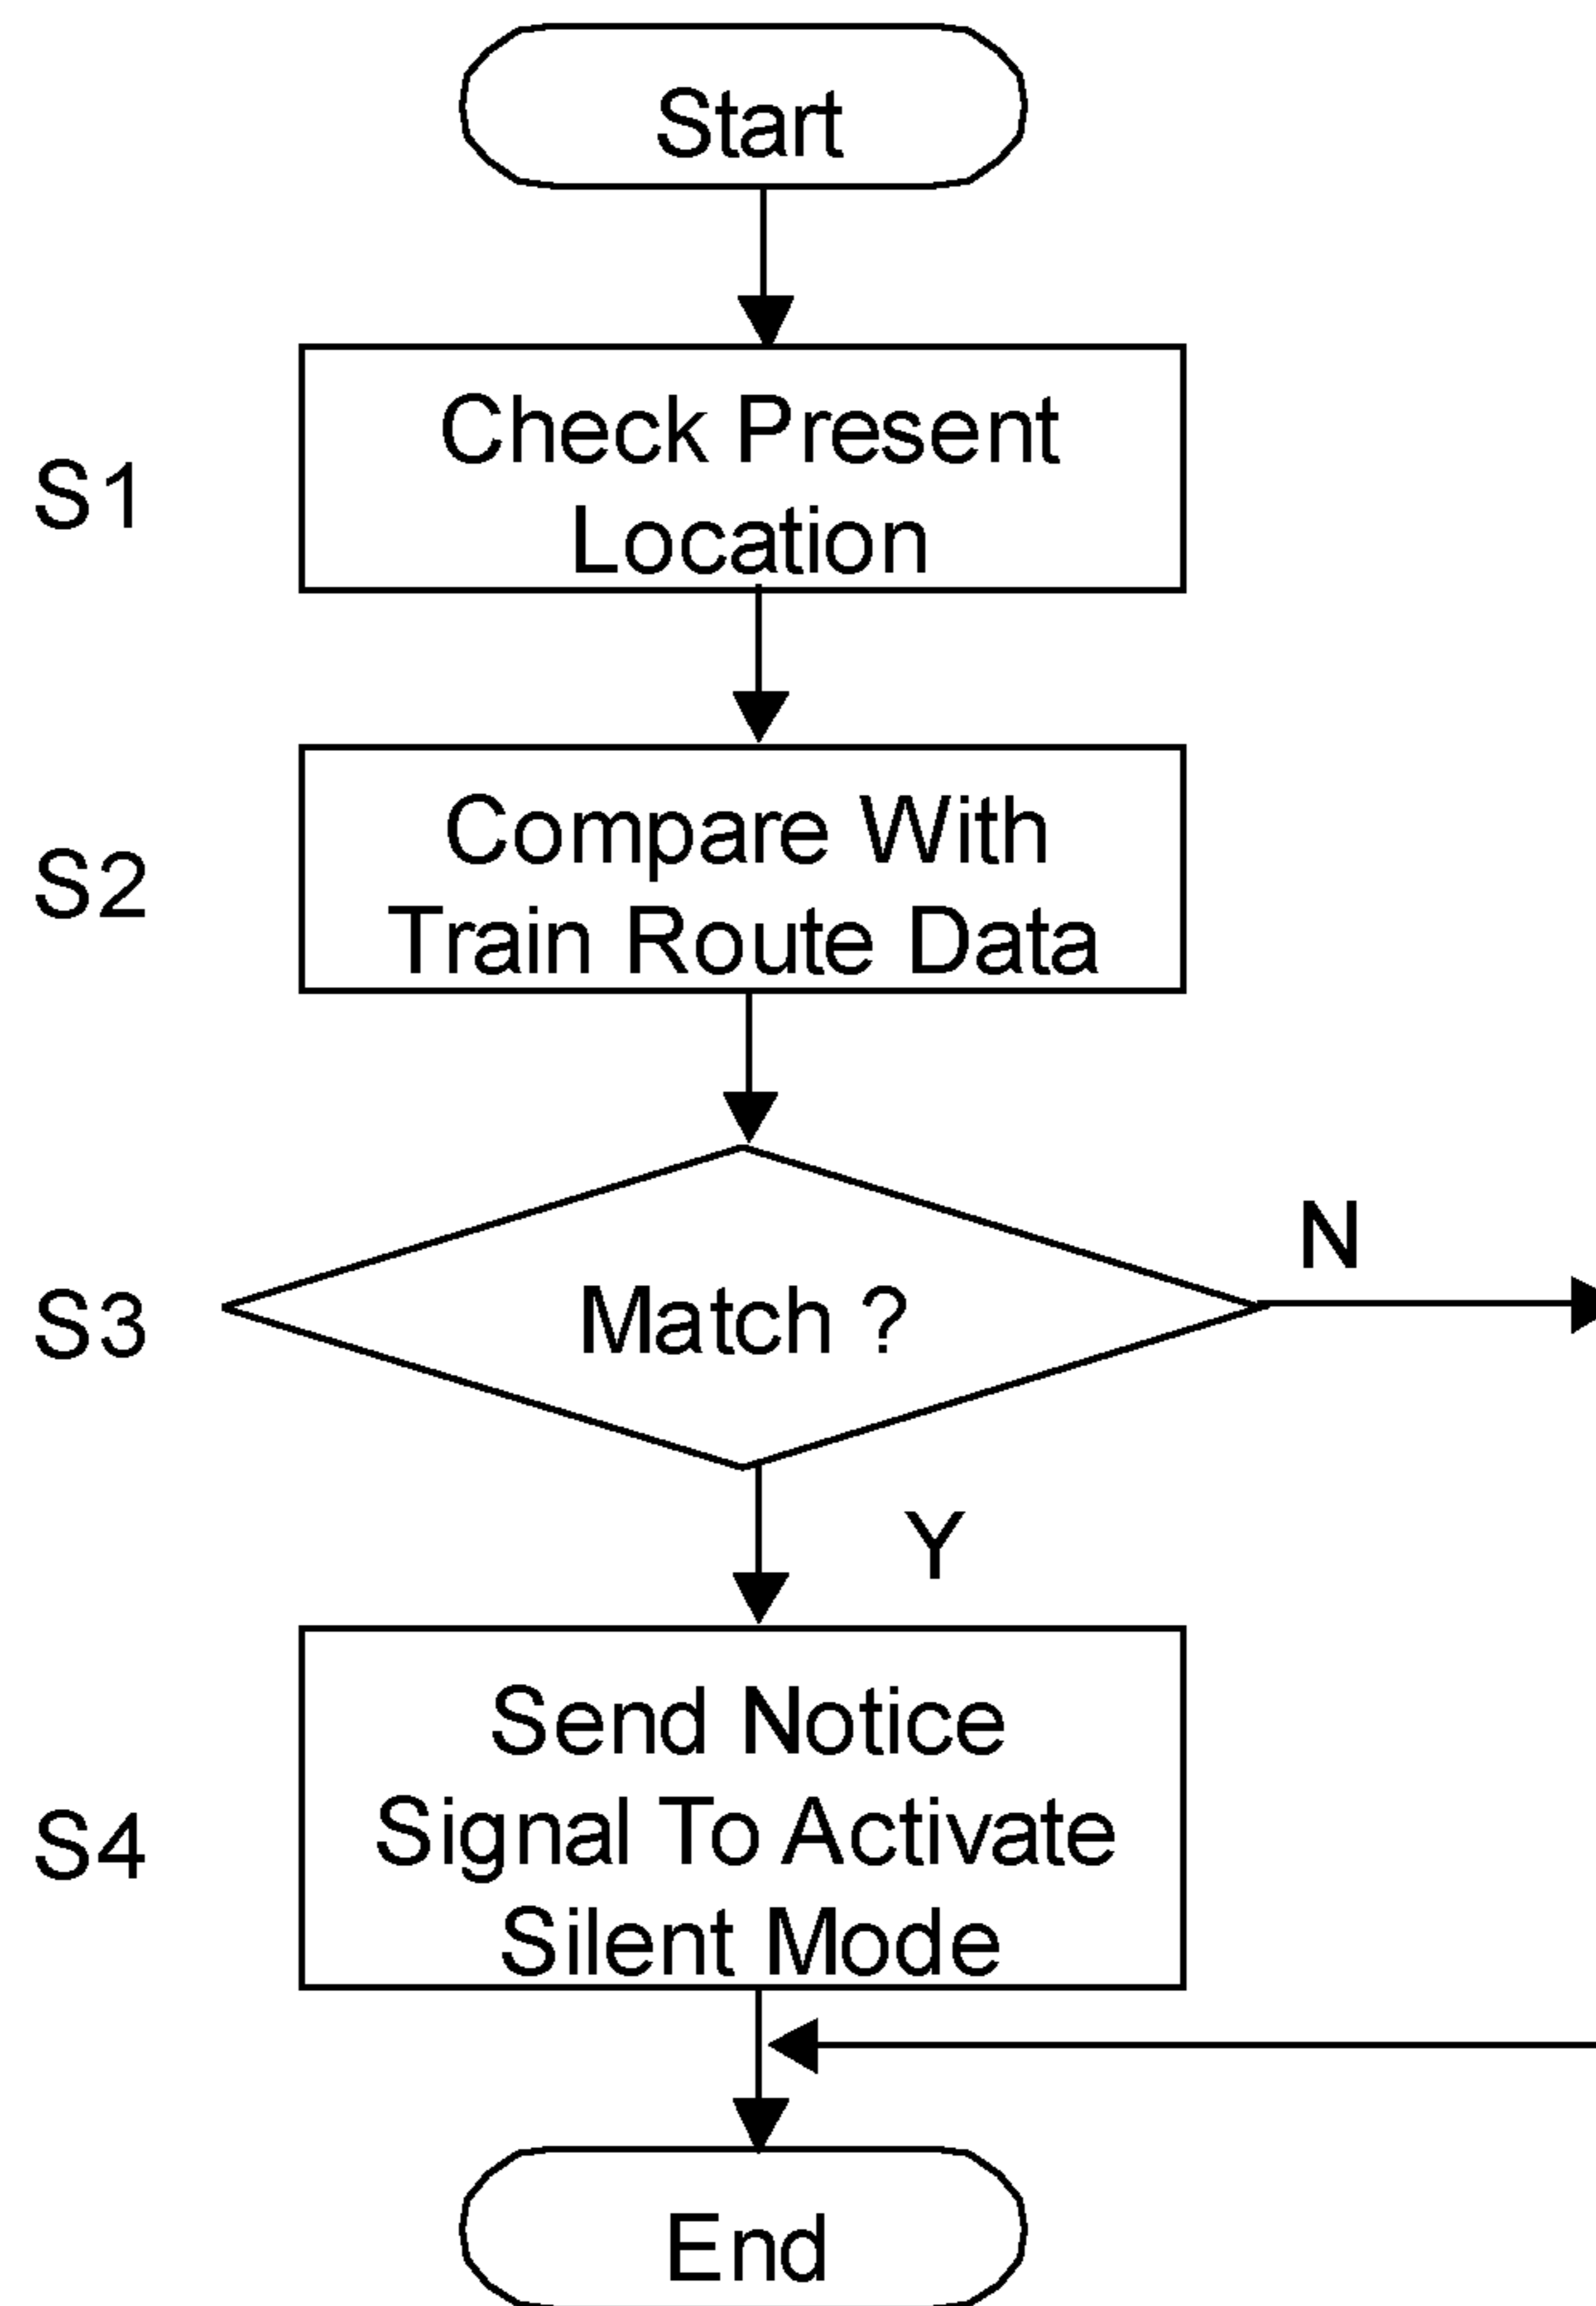 Start
S1
Check Present
Location
S2
Compare With
Train Route Data
S3
Match ?
N
Y
S4
Send Notice
Signal To Activate
Silent Mode
End